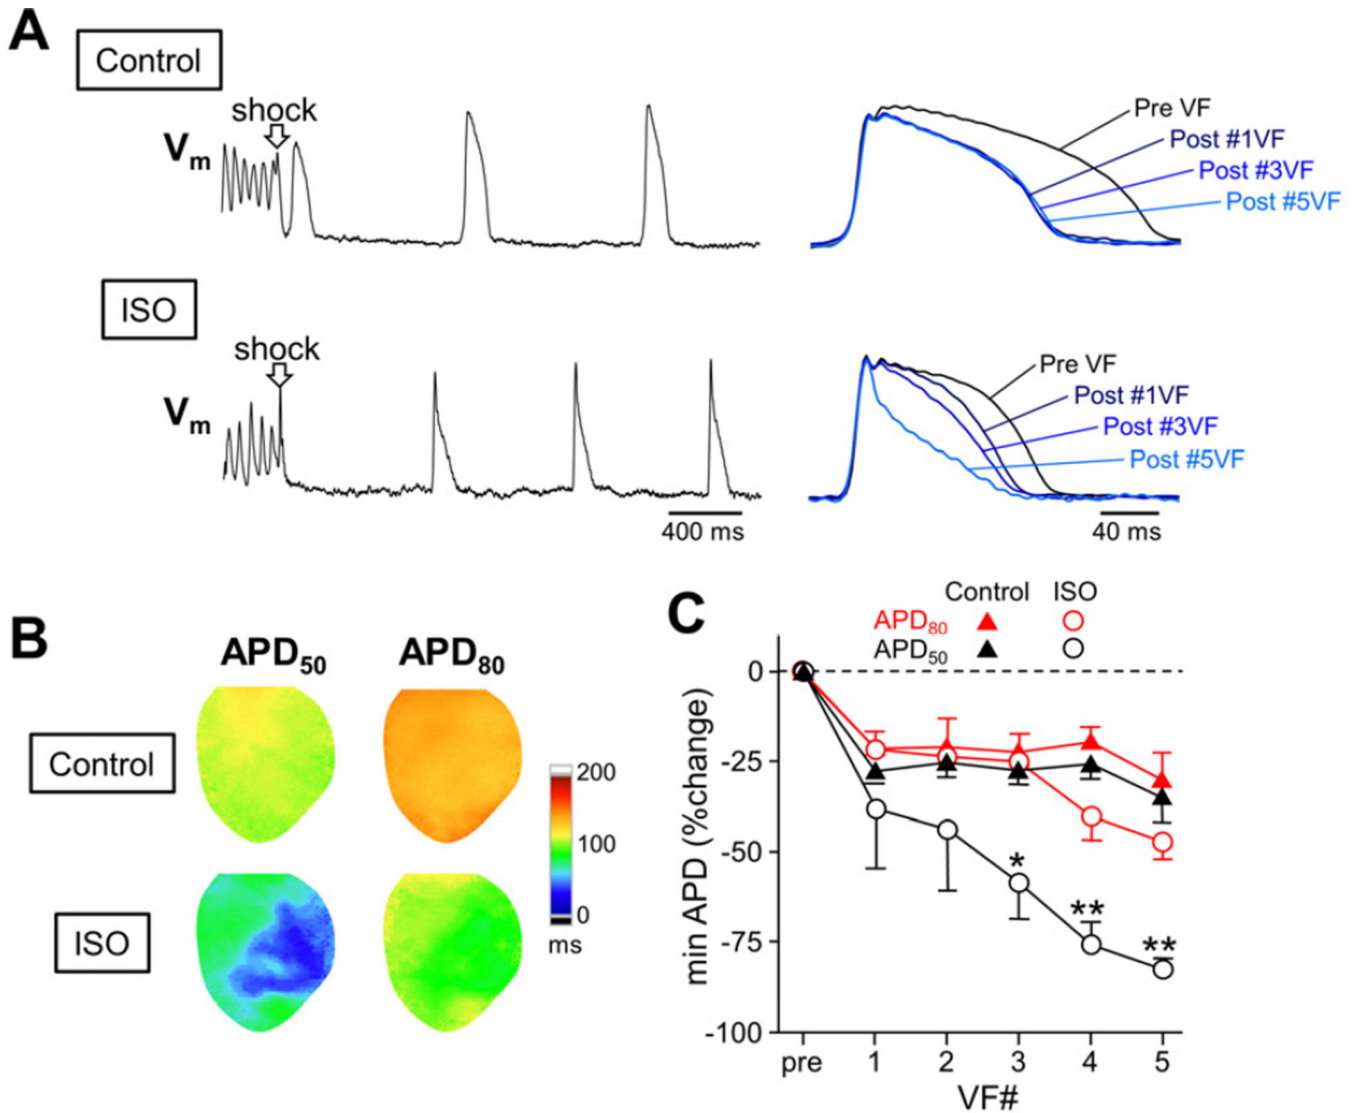 A
Control
shock
Vm
Pre VF
Post #1VF
Post #3VF
Post #5VF
ISO
shock
Vm
Pre VF
Post #1VF
Post #3VF
Post #5VF
400 ms
40 ms
B
APD50
APD80
Control
ISO
200
100
0
ms
C
Control ISO
APD80
APD50
0
-25
-50
-75
-100
min APD (%change)
*
**
**
pre 1 2 3 4 5
VF#